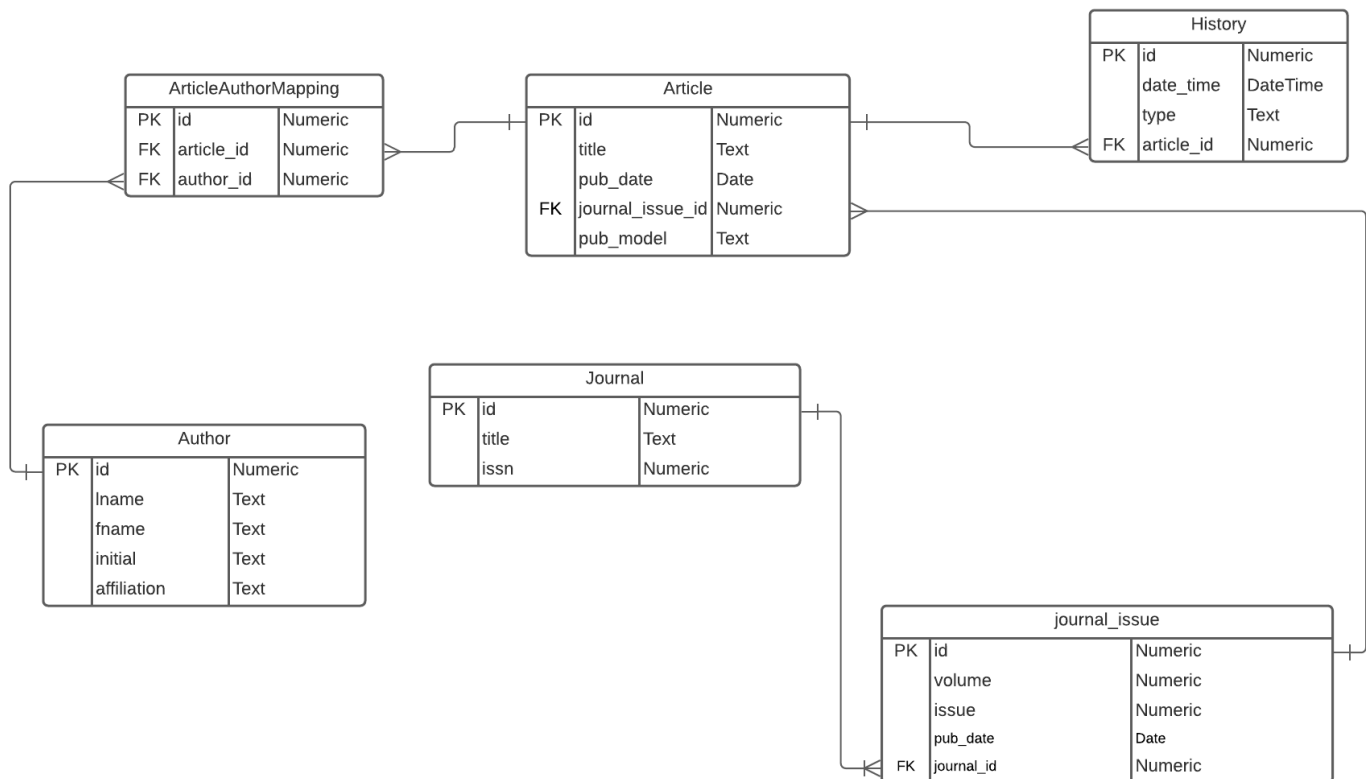 History
PK id Numeric
date_time DateTime
type Text
FK article_id Numeric
ArticleAuthorMapping
PK id Numeric
FK article_id Numeric
FK author_id Numeric
Article
PK id Numeric
title Text
pub_date Date
FK journal_issue_id Numeric
pub_model Text
Journal
PK id Numeric
title Text
issn Numeric
Author
PK id Numeric
lname Text
fname Text
initial Text
affiliation Text
journal_issue
PK id Numeric
volume Numeric
issue Numeric
pub_date Date
FK journal_id Numeric